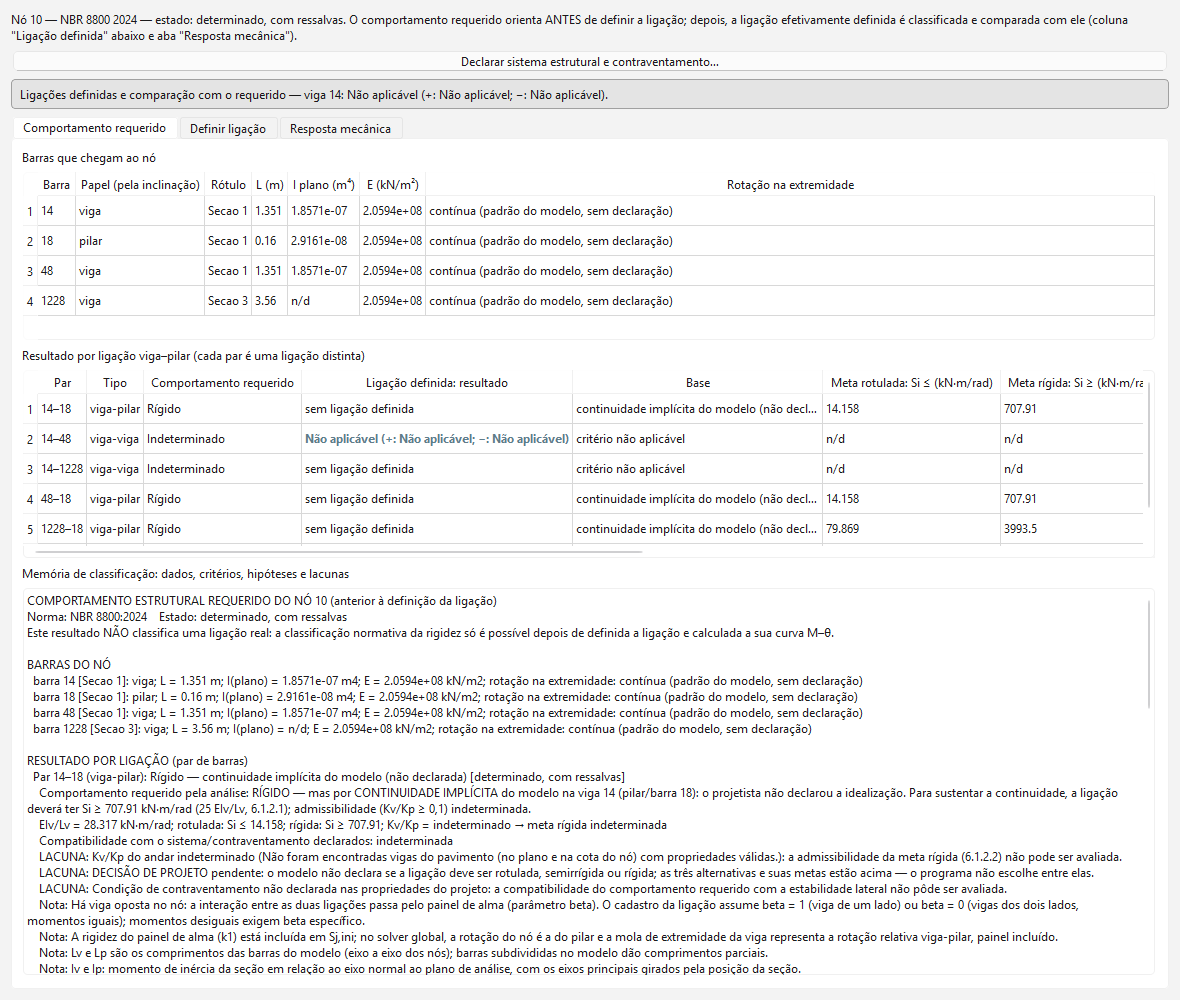 Nó 10 — NBR 8800 2024 — estado: determinado, com ressalvas. O comportamento requerido orienta ANTES de definir a ligação; depois, a ligação efetivamente definida é classificada e comparada com ele (coluna
"Ligação definida" abaixo e aba "Resposta mecânica").
Declarar sistema estrutural e contraventamento...
Ligações definidas e comparação com o requerido — viga 14: Não aplicável (+: Não aplicável; −: Não aplicável).
Comportamento requerido Definir ligação Resposta mecânica
Barras que chegam ao nó
Barra Papel (pela inclinação) Rótulo L (m) I plano (m⁴) E (kN/m²) Rotação na extremidade
1 14 viga Secao 1 1.351 1.8571e-07 2.0594e+08 contínua (padrão do modelo, sem declaração)
2 18 pilar Secao 1 0.16 2.9161e-08 2.0594e+08 contínua (padrão do modelo, sem declaração)
3 48 viga Secao 1 1.351 1.8571e-07 2.0594e+08 contínua (padrão do modelo, sem declaração)
4 1228 viga Secao 3 3.56 n/d 2.0594e+08 contínua (padrão do modelo, sem declaração)
Resultado por ligação viga–pilar (cada par é uma ligação distinta)
Par Tipo Comportamento requerido Ligação definida: resultado Base Meta rotulada: Si ≤ (kN·m/rad) Meta rígida: Si ≥ (kN·m/ra
1 14–18 viga-pilar Rígido sem ligação definida continuidade implícita do modelo (não decl... 14.158 707.91
2 14–48 viga-viga Indeterminado Não aplicável (+: Não aplicável; −: Não aplicável) critério não aplicável n/d n/d
3 14–1228 viga-viga Indeterminado sem ligação definida critério não aplicável n/d n/d
4 48–18 viga-pilar Rígido sem ligação definida continuidade implícita do modelo (não decl... 14.158 707.91
5 1228–18 viga-pilar Rígido sem ligação definida continuidade implícita do modelo (não decl... 79.869 3993.5
Memória de classificação: dados, critérios, hipóteses e lacunas
COMPORTAMENTO ESTRUTURAL REQUERIDO DO NÓ 10 (anterior à definição da ligação)
Norma: NBR 8800:2024 Estado: determinado, com ressalvas
Este resultado NÃO classifica uma ligação real: a classificação normativa da rigidez só é possível depois de definida a ligação e calculada a sua curva M–θ.
BARRAS DO NÓ
barra 14 [Secao 1]: viga; L = 1.351 m; I(plano) = 1.8571e-07 m4; E = 2.0594e+08 kN/m2; rotação na extremidade: contínua (padrão do modelo, sem declaração)
barra 18 [Secao 1]: pilar; L = 0.16 m; I(plano) = 2.9161e-08 m4; E = 2.0594e+08 kN/m2; rotação na extremidade: contínua (padrão do modelo, sem declaração)
barra 48 [Secao 1]: viga; L = 1.351 m; I(plano) = 1.8571e-07 m4; E = 2.0594e+08 kN/m2; rotação na extremidade: contínua (padrão do modelo, sem declaração)
barra 1228 [Secao 3]: viga; L = 3.56 m; I(plano) = n/d; E = 2.0594e+08 kN/m2; rotação na extremidade: contínua (padrão do modelo, sem declaração)
RESULTADO POR LIGAÇÃO (par de barras)
Par 14–18 (viga-pilar): Rígido — continuidade implícita do modelo (não declarada) [determinado, com ressalvas]
Comportamento requerido pela análise: RÍGIDO — mas por CONTINUIDADE IMPLÍCITA do modelo na viga 14 (pilar/barra 18): o projetista não declarou a idealização. Para sustentar a continuidade, a ligação
deverá ter Si ≥ 707.91 kN·m/rad (25 EIv/Lv, 6.1.2.1); admissibilidade (Kv/Kp ≥ 0,1) indeterminada.
EIv/Lv = 28.317 kN·m/rad; rotulada: Si ≤ 14.158; rígida: Si ≥ 707.91; Kv/Kp = indeterminado → meta rígida indeterminada
Compatibilidade com o sistema/contraventamento declarados: indeterminada
LACUNA: Kv/Kp do andar indeterminado (Não foram encontradas vigas do pavimento (no plano e na cota do nó) com propriedades válidas.): a admissibilidade da meta rígida (6.1.2.2) não pode ser avaliada.
LACUNA: DECISÃO DE PROJETO pendente: o modelo não declara se a ligação deve ser rotulada, semirrígida ou rígida; as três alternativas e suas metas estão acima — o programa não escolhe entre elas.
LACUNA: Condição de contraventamento não declarada nas propriedades do projeto: a compatibilidade do comportamento requerido com a estabilidade lateral não pôde ser avaliada.
Nota: Há viga oposta no nó: a interação entre as duas ligações passa pelo painel de alma (parâmetro beta). O cadastro da ligação assume beta = 1 (viga de um lado) ou beta = 0 (vigas dos dois lados,
momentos iguais); momentos desiguais exigem beta específico.
Nota: A rigidez do painel de alma (k1) está incluída em Sj,ini; no solver global, a rotação do nó é a do pilar e a mola de extremidade da viga representa a rotação relativa viga-pilar, painel incluído.
Nota: Lv e Lp são os comprimentos das barras do modelo (eixo a eixo dos nós); barras subdivididas no modelo dão comprimentos parciais.
Nota: Iv e Ip: momento de inércia da seção em relação ao eixo normal ao plano de análise, com os eixos principais girados pela posição da seção.